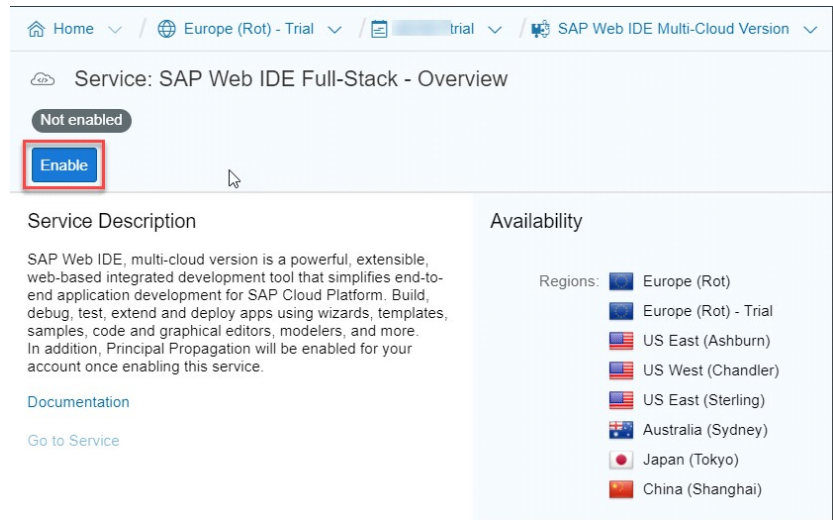 Home / Europe (Rot) - Trial / trial / SAP Web IDE Multi-Cloud Version
Service: SAP Web IDE Full-Stack - Overview
Not enabled
Enable
Service Description
SAP Web IDE, multi-cloud version is a powerful, extensible,
web-based integrated development tool that simplifies end-to-
end application development for SAP Cloud Platform. Build,
debug, test, extend and deploy apps using wizards, templates,
samples, code and graphical editors, modelers, and more.
In addition, Principal Propagation will be enabled for your
account once enabling this service.
Documentation
Go to Service
Availability
Regions: Europe (Rot)
Europe (Rot) - Trial
US East (Ashburn)
US West (Chandler)
US East (Sterling)
Australia (Sydney)
Japan (Tokyo)
China (Shanghai)